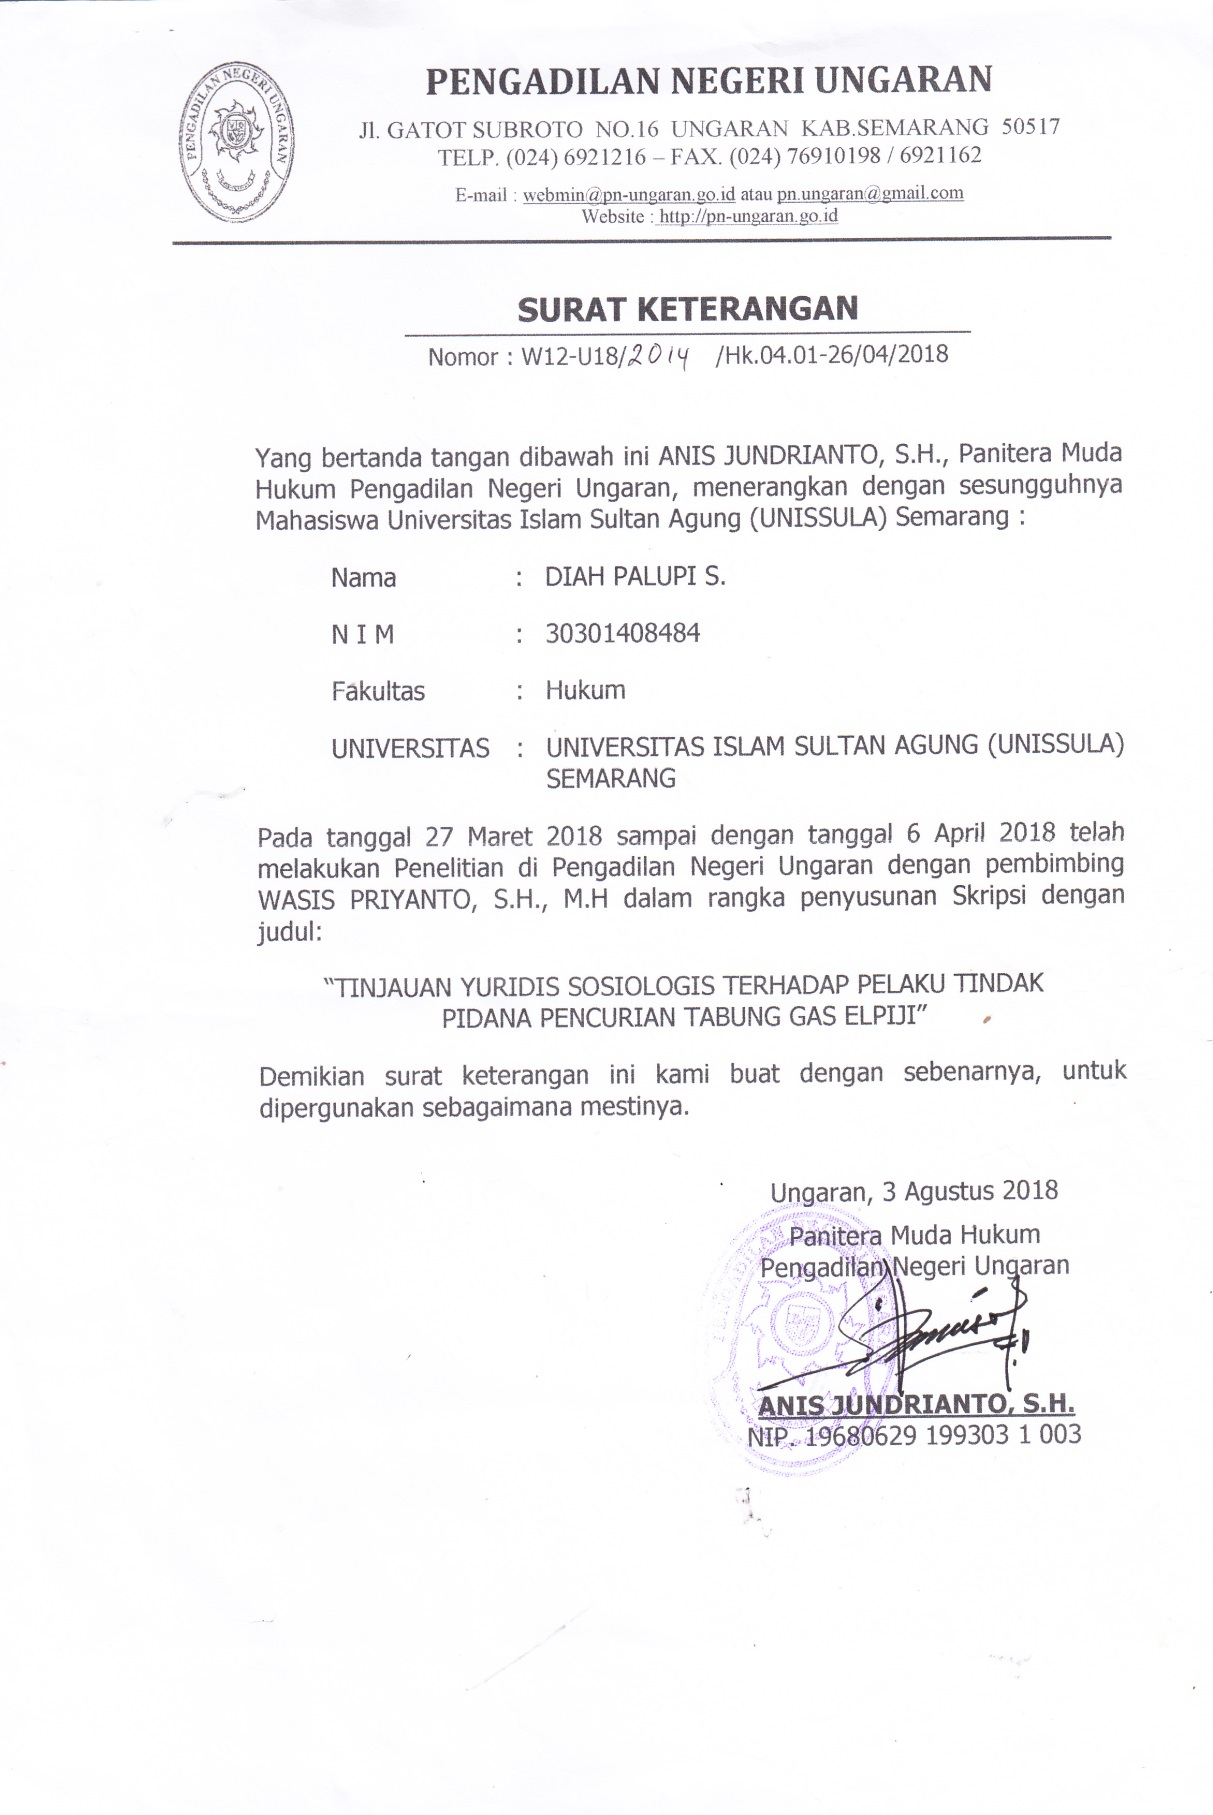 PENGADILAN NEGERI UNGARAN
PENGADILAN NEGERI UNGARAN
Jl. GATOT SUBROTO NO.16 UNGARAN KAB.SEMARANG 50517
TELP. (024) 6921216 – FAX. (024) 76910198 / 6921162
E-mail : webmin@pn-ungaran.go.id atau pn.ungaran@gmail.com
Website : http://pn-ungaran.go.id
SURAT KETERANGAN
Nomor : W12-U18/2014 /Hk.04.01-26/04/2018
Yang bertanda tangan dibawah ini ANIS JUNDRIANTO, S.H., Panitera Muda
Hukum Pengadilan Negeri Ungaran, menerangkan dengan sesungguhnya
Mahasiswa Universitas Islam Sultan Agung (UNISSULA) Semarang :
Nama : DIAH PALUPI S.
N I M : 30301408484
Fakultas : Hukum
UNIVERSITAS : UNIVERSITAS ISLAM SULTAN AGUNG (UNISSULA)
SEMARANG
Pada tanggal 27 Maret 2018 sampai dengan tanggal 6 April 2018 telah
melakukan Penelitian di Pengadilan Negeri Ungaran dengan pembimbing
WASIS PRIYANTO, S.H., M.H dalam rangka penyusunan Skripsi dengan
judul:
“TINJAUAN YURIDIS SOSIOLOGIS TERHADAP PELAKU TINDAK
PIDANA PENCURIAN TABUNG GAS ELPIJI”
Demikian surat keterangan ini kami buat dengan sebenarnya, untuk
dipergunakan sebagaimana mestinya.
Ungaran, 3 Agustus 2018
Panitera Muda Hukum
Pengadilan Negeri Ungaran
ANIS JUNDRIANTO, S.H.
NIP. 19680629 199303 1 003